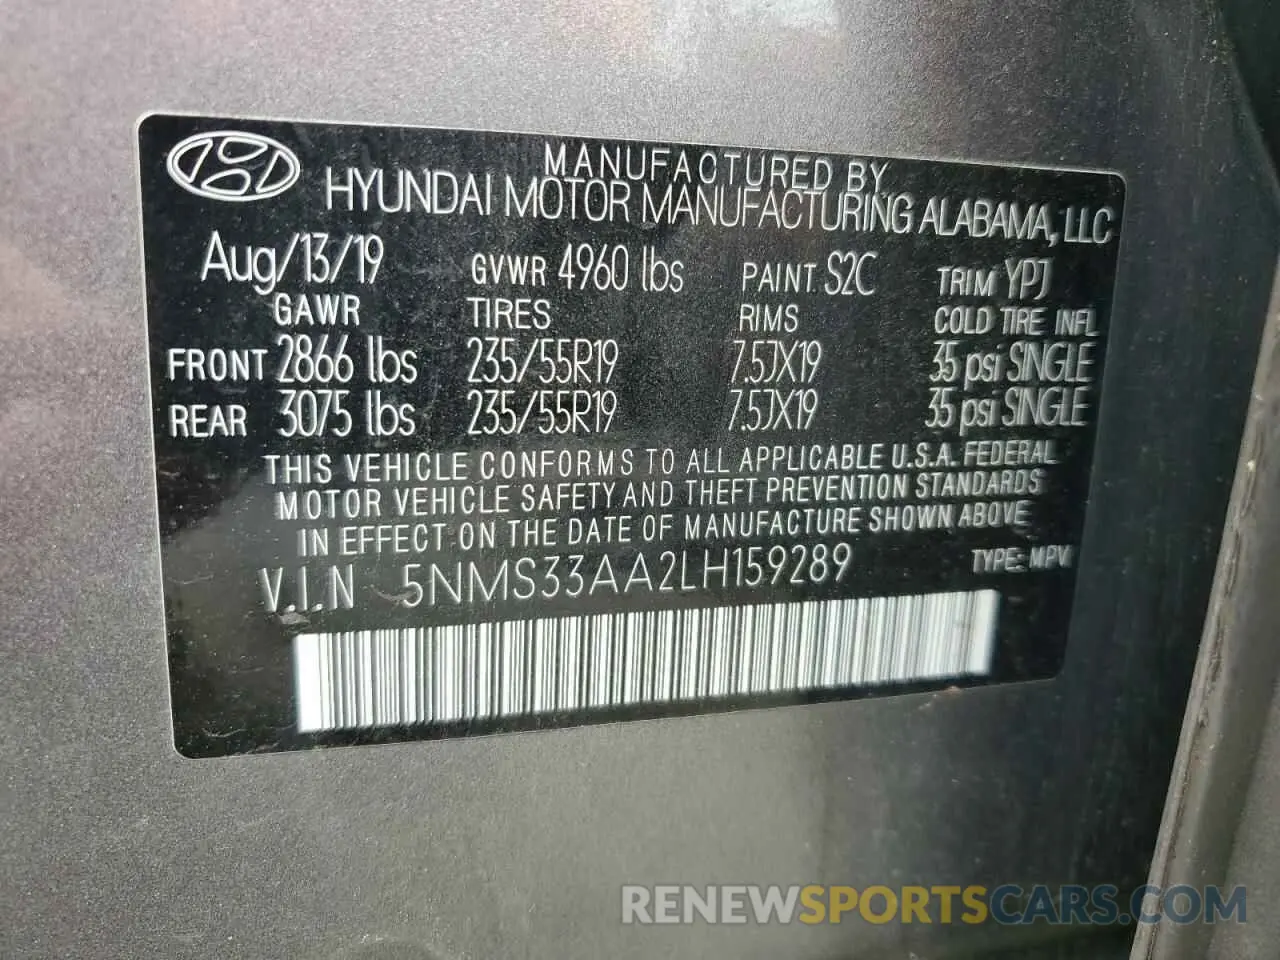 MANUFACTURED BY
HYUNDAI MOTOR MANUFACTURING ALABAMA, LLC
Aug/13/19 GVWR 4960 lbs PAINT S2C TRIM YPJ
GAWR TIRES RIMS COLD TIRE INFL
FRONT 2866 lbs 235/55R19 7.5JX19 35 psi SINGLE
REAR 3075 lbs 235/55R19 7.5JX19 35 psi SINGLE
THIS VEHICLE CONFORMS TO ALL APPLICABLE U.S.A. FEDERAL
MOTOR VEHICLE SAFETY AND THEFT PREVENTION STANDARDS
IN EFFECT ON THE DATE OF MANUFACTURE SHOWN ABOVE
V.I.N 5NMS33AA2LH159289 TYPE: MPV
RENEWSPORTSCARS.COM